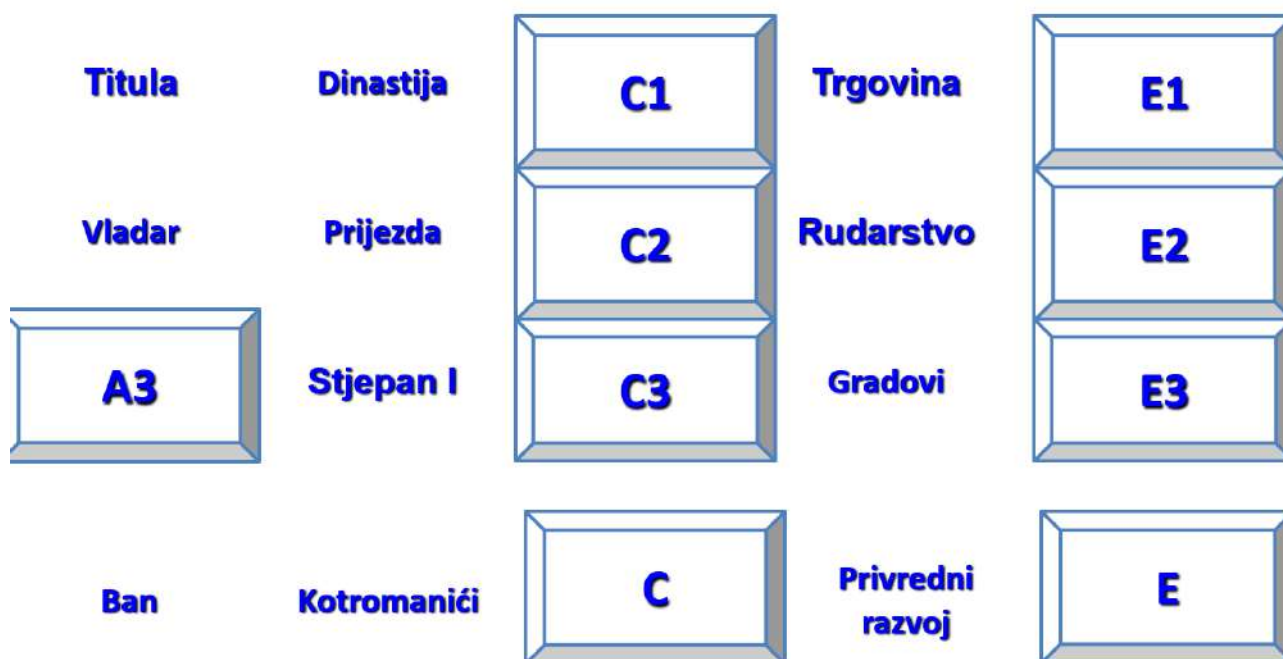 Titula Dinastija C1 Trgovina E1
Vladar Prijezda C2 Rudarstvo E2
A3 Stjepan I C3 Gradovi E3
Ban Kotromanići C Privredni razvoj E